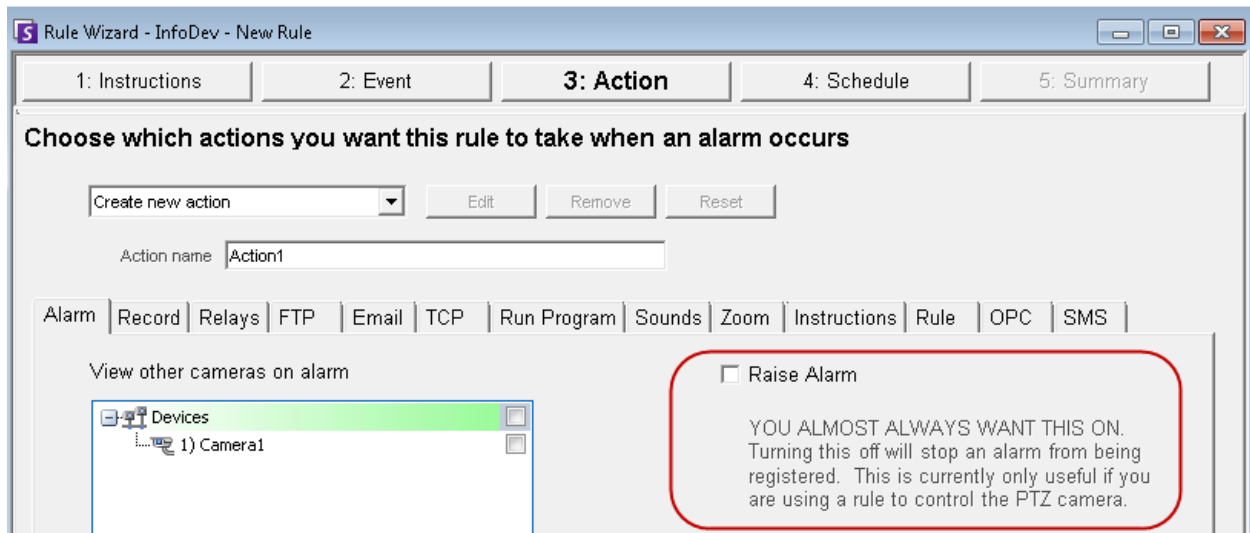 S Rule Wizard - InfoDev - New Rule
1: Instructions 2: Event 3: Action 4: Schedule 5: Summary
Choose which actions you want this rule to take when an alarm occurs
Create new action Edit Remove Reset
Action name Action1
Alarm Record Relays FTP Email TCP Run Program Sounds Zoom Instructions Rule OPC SMS
View other cameras on alarm
Devices
1) Camera1
Raise Alarm
YOU ALMOST ALWAYS WANT THIS ON.
Turning this off will stop an alarm from being
registered. This is currently only useful if you
are using a rule to control the PTZ camera.